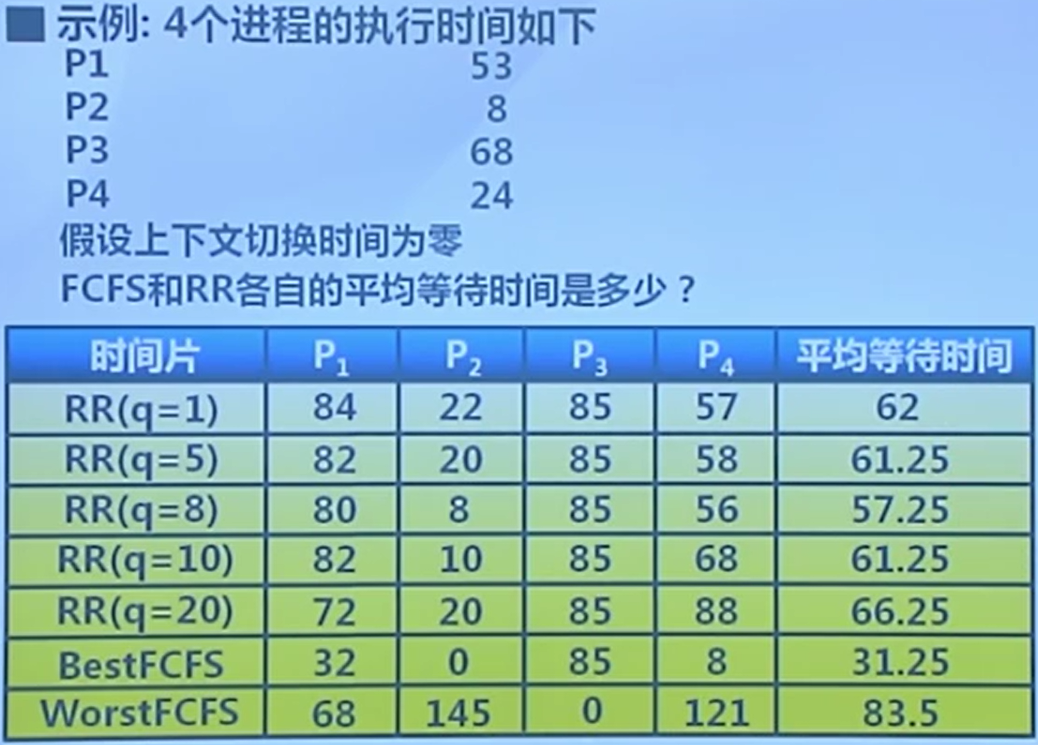 示例: 4个进程的执行时间如下
P1 53
P2 8
P3 68
P4 24
假设上下文切换时间为零
FCFS和RR各自的平均等待时间是多少？
时间片 P1 P2 P3 P4 平均等待时间
RR(q=1) 84 22 85 57 62
RR(q=5) 82 20 85 58 61.25
RR(q=8) 80 8 85 56 57.25
RR(q=10) 82 10 85 68 61.25
RR(q=20) 72 20 85 88 66.25
BestFCFS 32 0 85 8 31.25
WorstFCFS 68 145 0 121 83.5